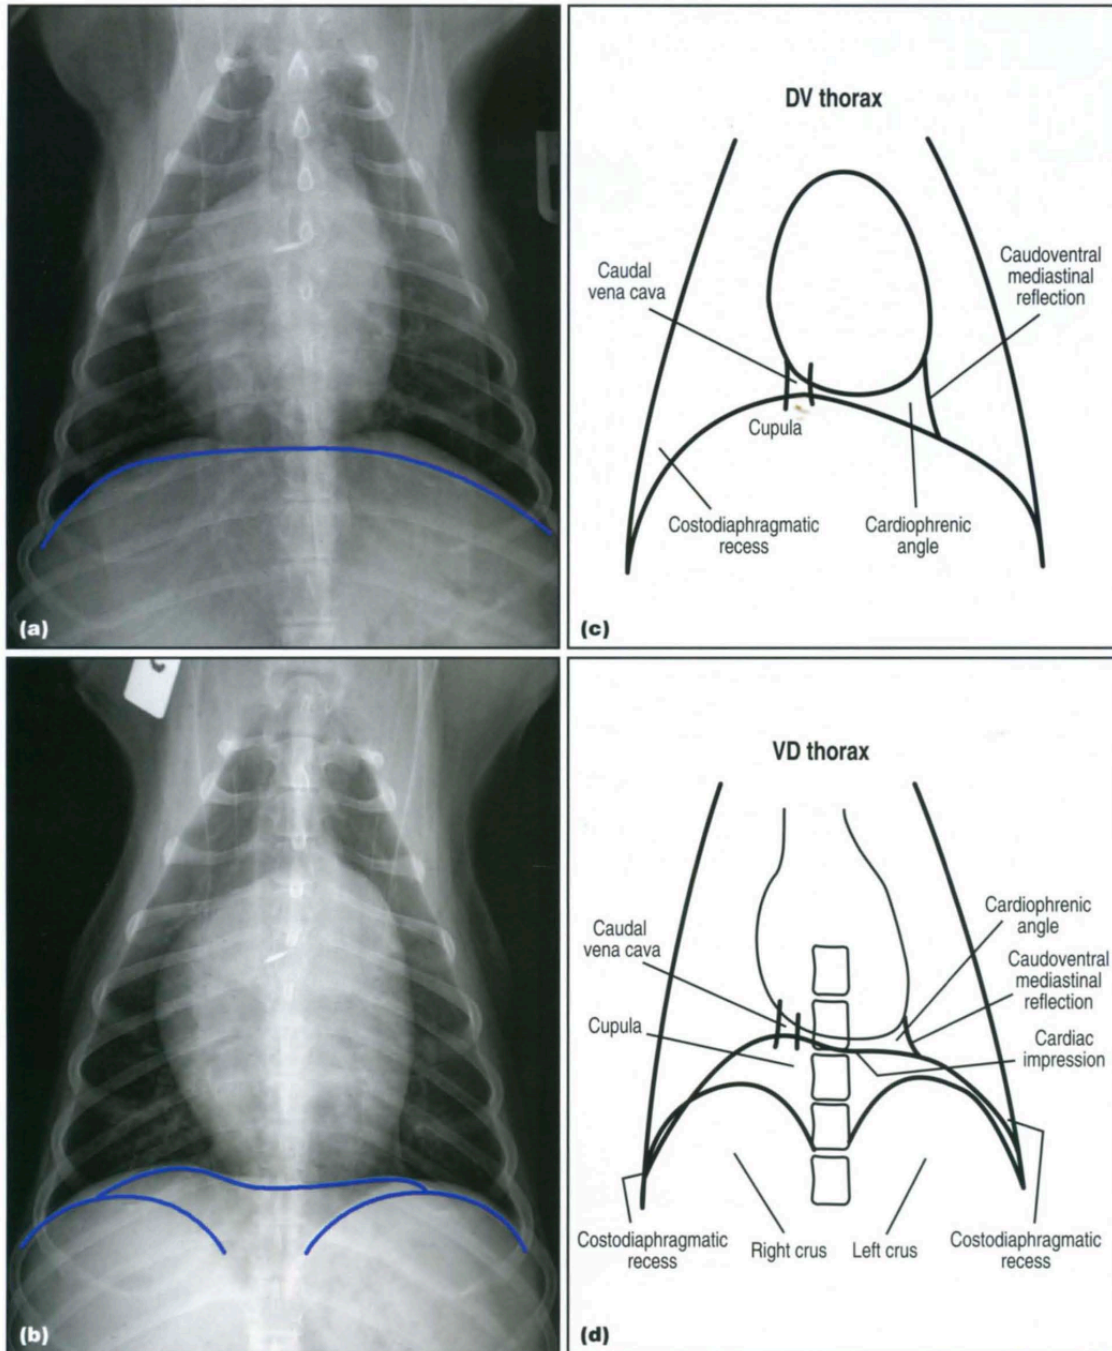 (a)
DV thorax
Caudal
vena cava
Caudoventral
mediastinal
reflection
Cupula
Costodiaphragmatic
recess
Cardiophrenic
angle
(c)
(b)
VD thorax
Caudal
vena cava
Cupula
Cardiophrenic
angle
Caudoventral
mediastinal
reflection
Cardiac
impression
Costodiaphragmatic
recess
Right crus
Left crus
Costodiaphragmatic
recess
(d)